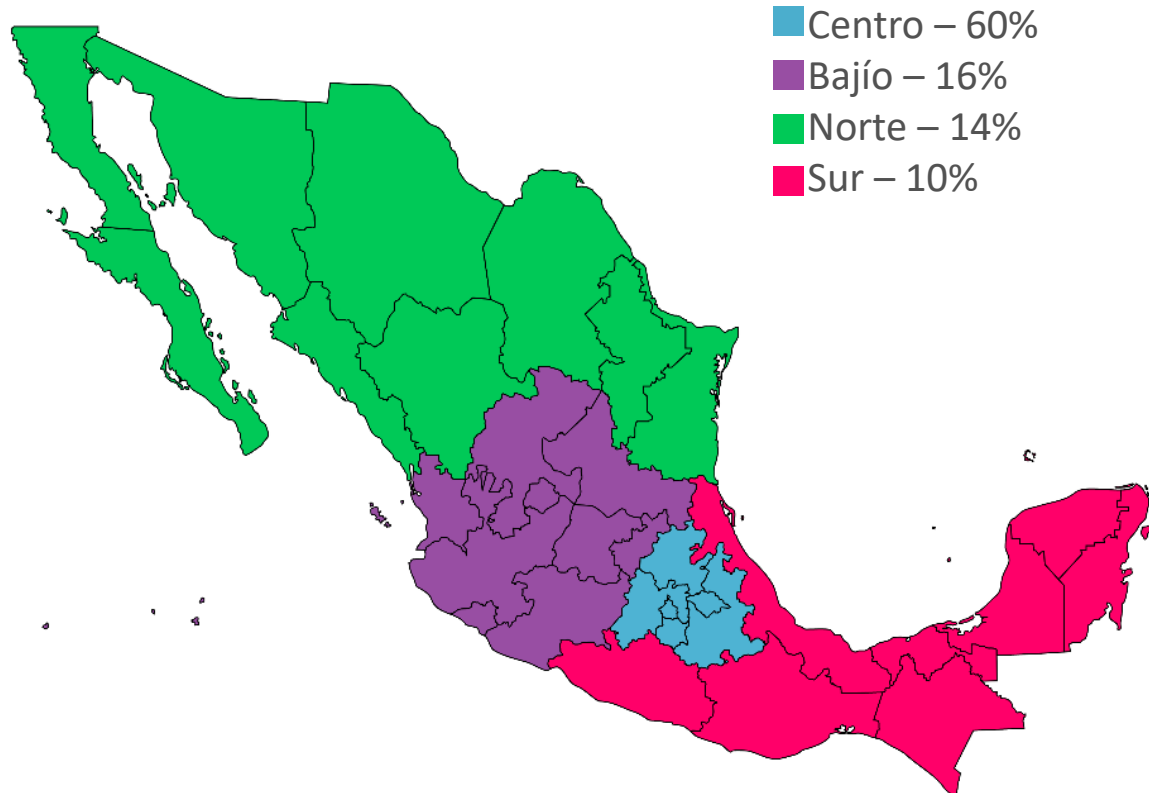 Centro – 60%
Bajío – 16%
Norte – 14%
Sur – 10%